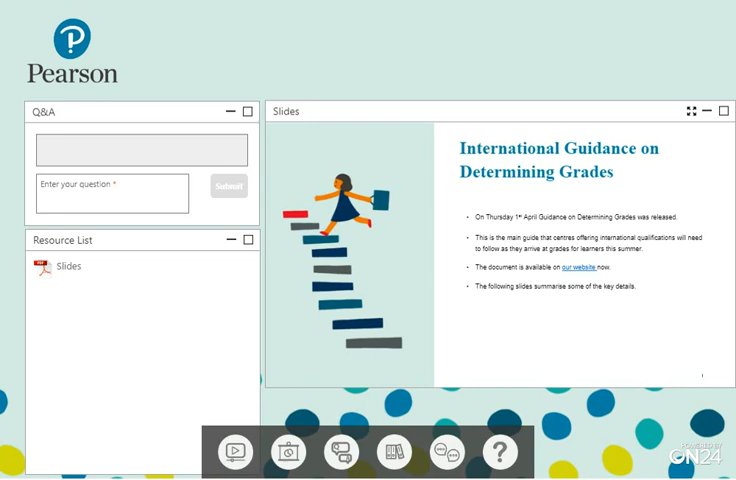 Pearson
Q&A
Enter your question *
Submit
Resource List
PDF
Slides
Slides
International Guidance on
Determining Grades
• On Thursday 1st April Guidance on Determining Grades was released.
• This is the main guide that centres offering international qualifications will need
to follow as they arrive at grades for learners this summer.
• The document is available on our website now.
• The following slides summarise some of the key details.
1
?
POWERED BY
ON24